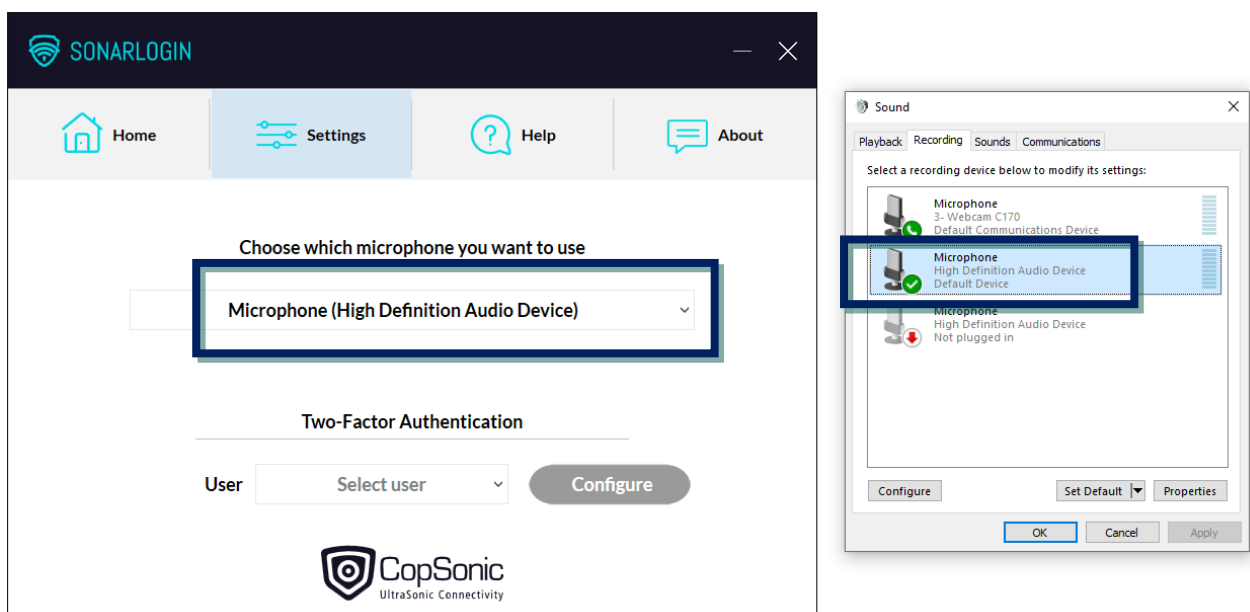 SONARLOGIN
Home
Settings
Help
About
Choose which microphone you want to use
Microphone (High Definition Audio Device)
Two-Factor Authentication
User
Select user
Configure
CopSonic
UltraSonic Connectivity
Sound
Playback Recording Sounds Communications
Select a recording device below to modify its settings:
Microphone
3- Webcam C170
Default Communications Device
Microphone
High Definition Audio Device
Default Device
Microphone
High Definition Audio Device
Not plugged in
Configure
Set Default
Properties
OK
Cancel
Apply